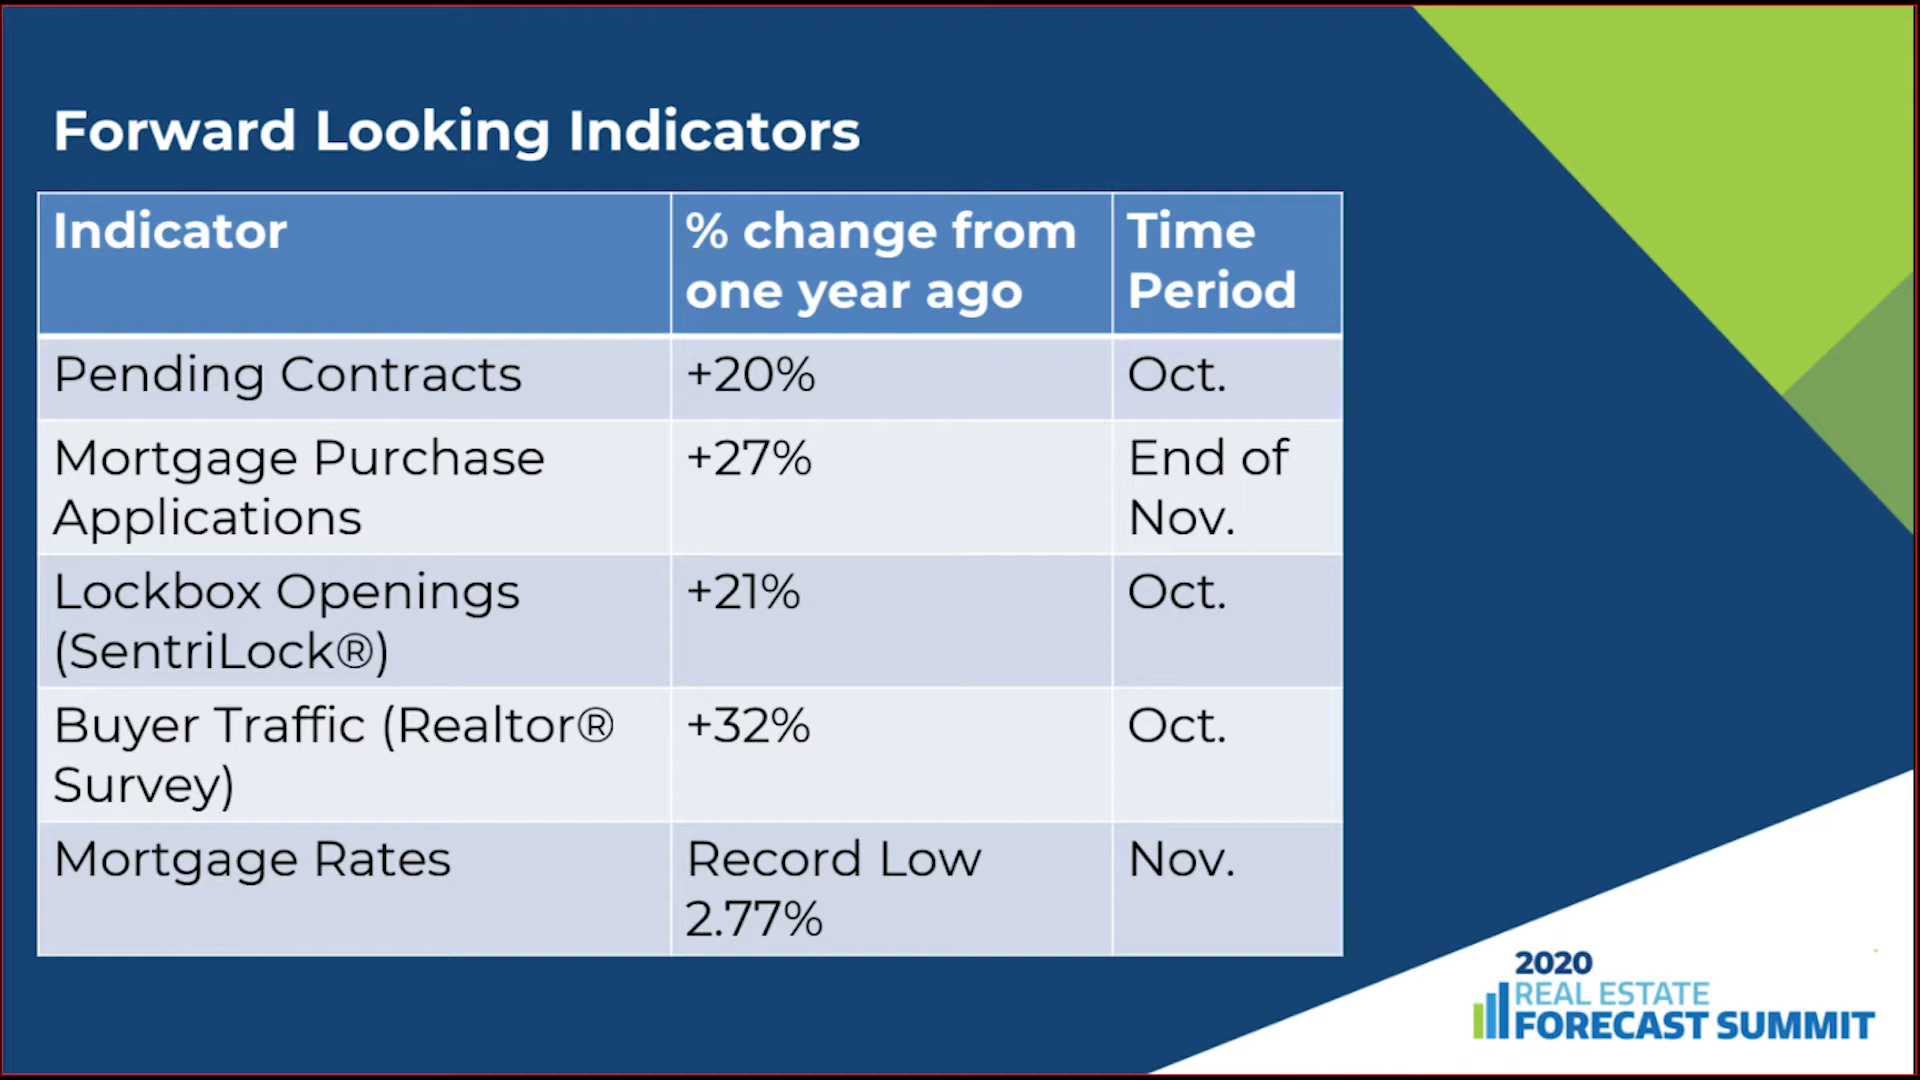 Forward Looking Indicators
Indicator
% change from
one year ago
Time
Period
Pending Contracts
+20%
Oct.
Mortgage Purchase
Applications
+27%
End of
Nov.
Lockbox Openings
(SentriLock®)
+21%
Oct.
Buyer Traffic (Realtor®
Survey)
+32%
Oct.
Mortgage Rates
Record Low
2.77%
Nov.
2020
REAL ESTATE
FORECAST SUMMIT